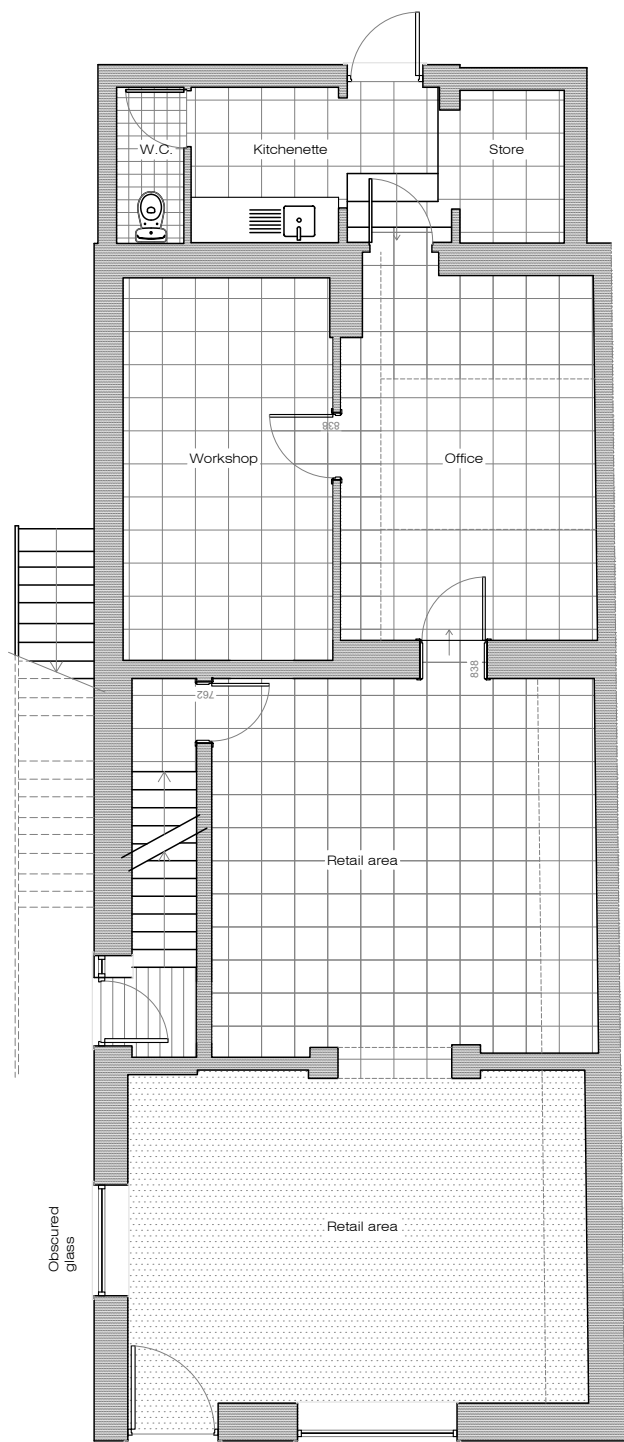 W.C.
Kitchenette
Store
838
Workshop
Office
838
762
Retail area
Obscured
glass
Retail area